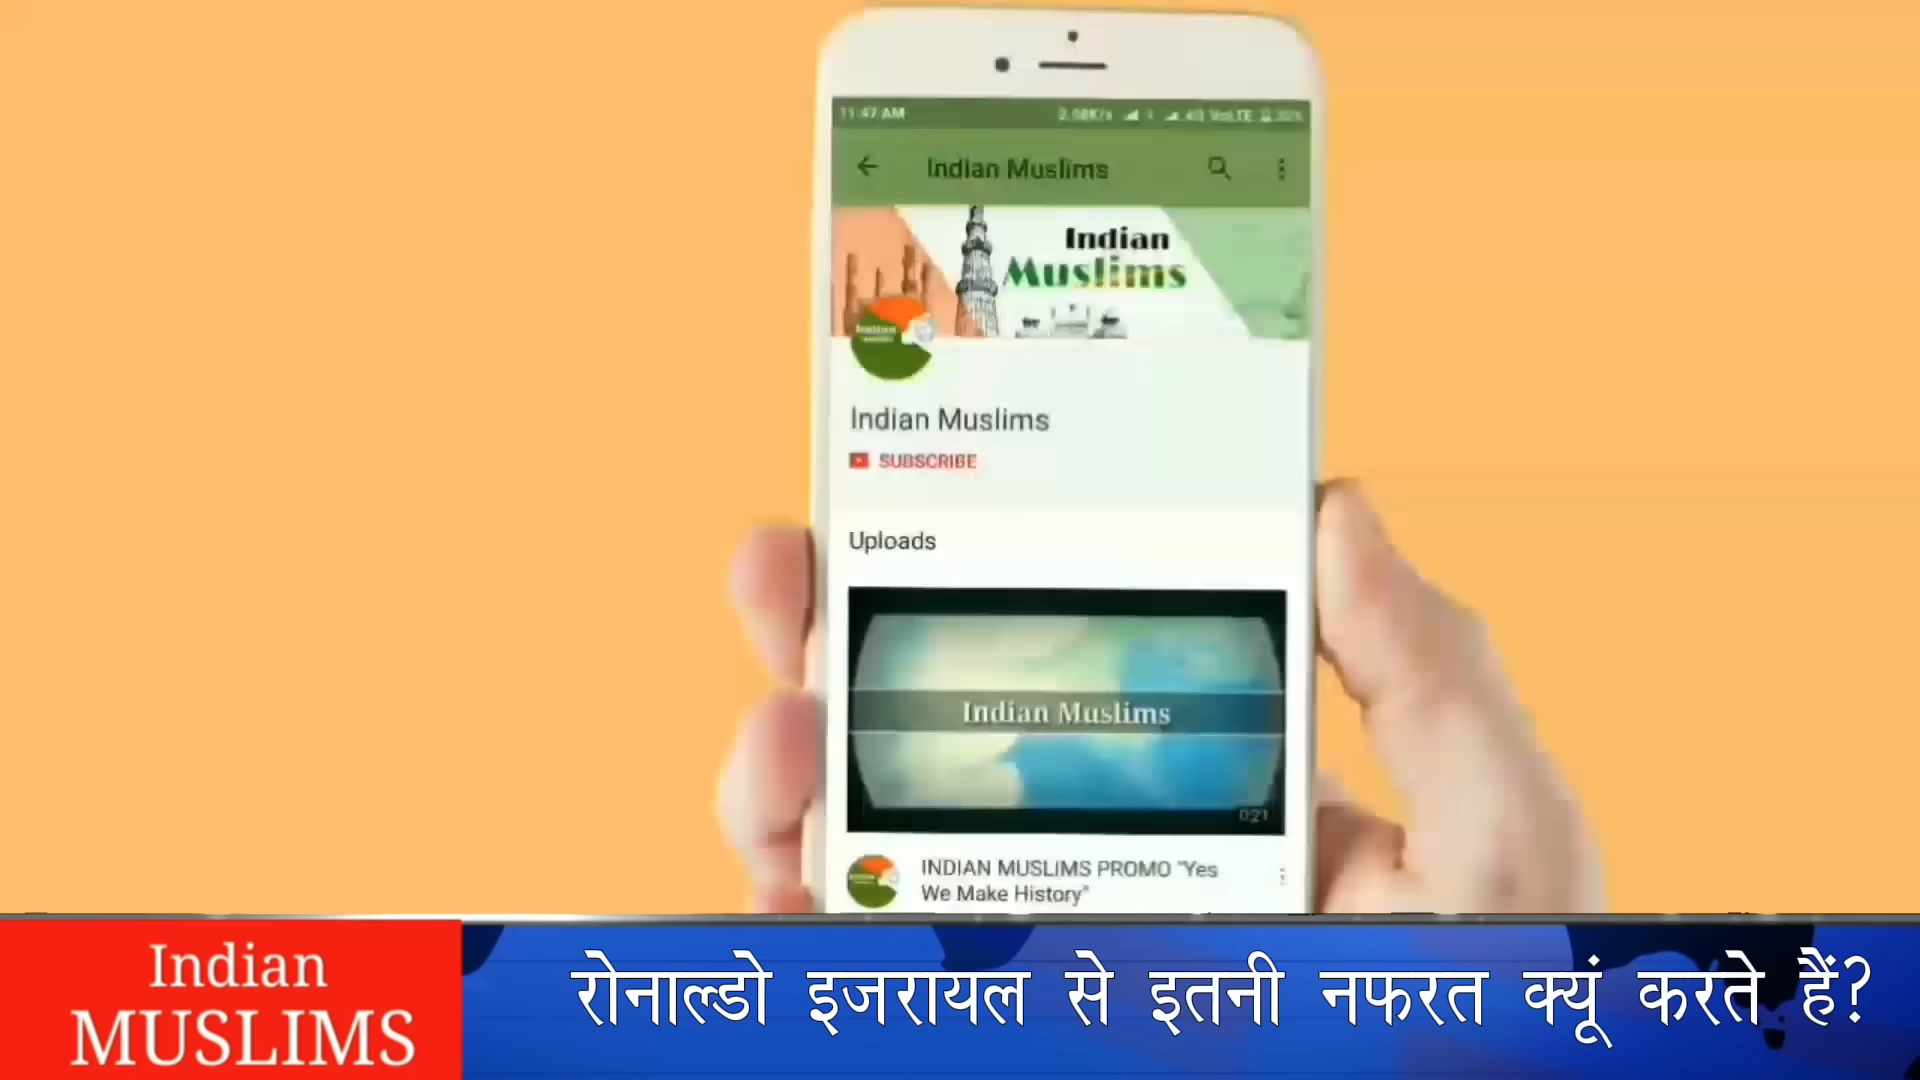 11:47 AM
Indian Muslims
Indian
Muslims
Indian Muslims
SUBSCRIBE
Uploads
Indian Muslims
0:21
INDIAN MUSLIMS PROMO "Yes
We Make History"
Indian
MUSLIMS
रोनाल्डो इजरायल से इतनी नफरत क्यूं करते हैं?